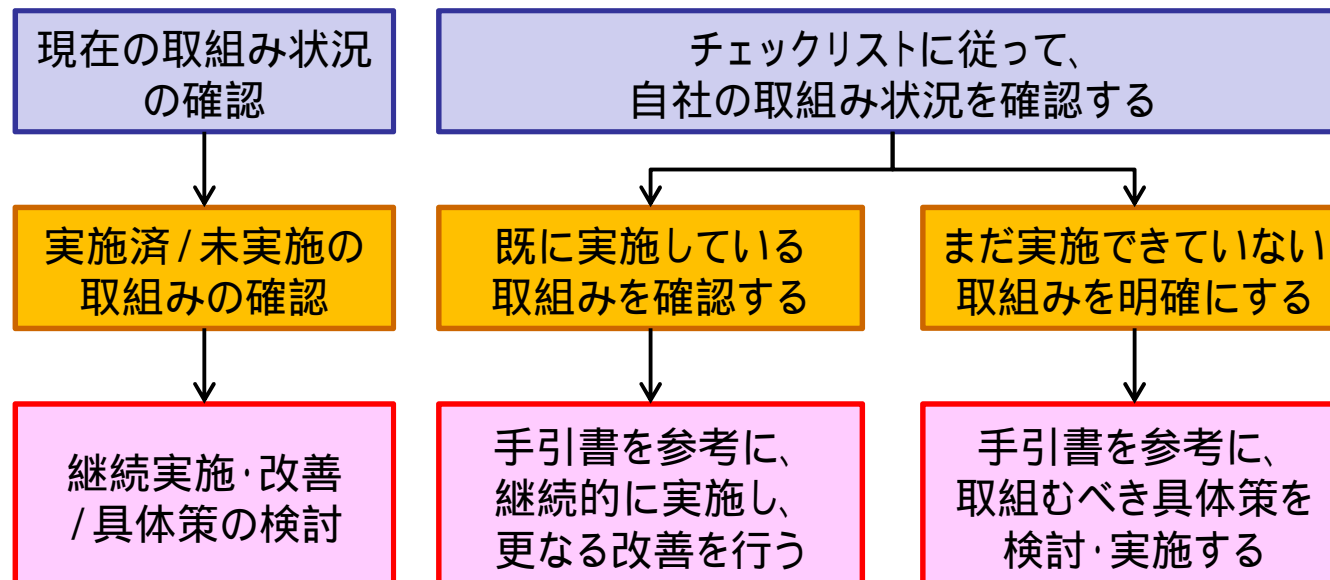 現在の取組み状況
の確認
チェックリストに従って、
自社の取組み状況を確認する
実施済/未実施の
取組みの確認
既に実施している
取組みを確認する
まだ実施できていない
取組みを明確にする
継続実施・改善
/具体策の検討
手引書を参考に、
継続的に実施し、
更なる改善を行う
手引書を参考に、
取組むべき具体策を
検討・実施する